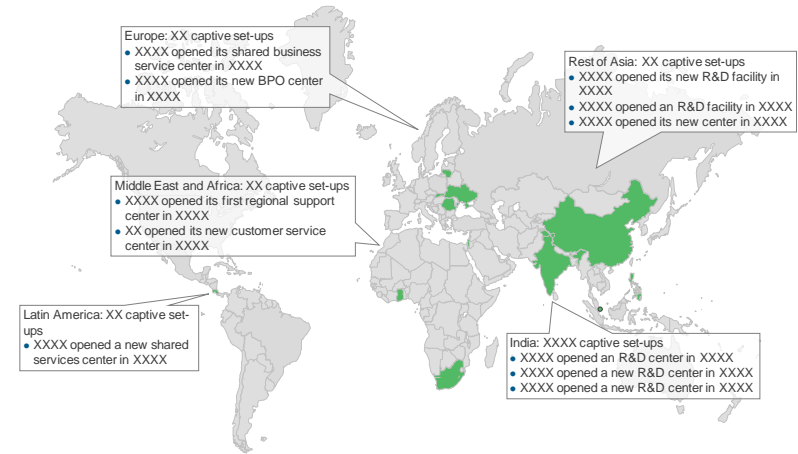 Europe: XX captive set-ups
● XXXX opened its shared business
service center in XXXX
● XXXX opened its new BPO center
in XXXX
Rest of Asia: XX captive set-ups
● XXXX opened its new R&D facility in
XXXX
● XXXX opened an R&D facility in XXXX
● XXXX opened its new center in XXXX
Middle East and Africa: XX captive set-ups
● XXXX opened its first regional support
center in XXXX
● XX opened its new customer service
center in XXXX
Latin America: XX captive set-
ups
● XXXX opened a new shared
services center in XXXX
India: XXXX captive set-ups
● XXXX opened an R&D center in XXXX
● XXXX opened a new R&D center in XXXX
● XXXX opened a new R&D center in XXXX